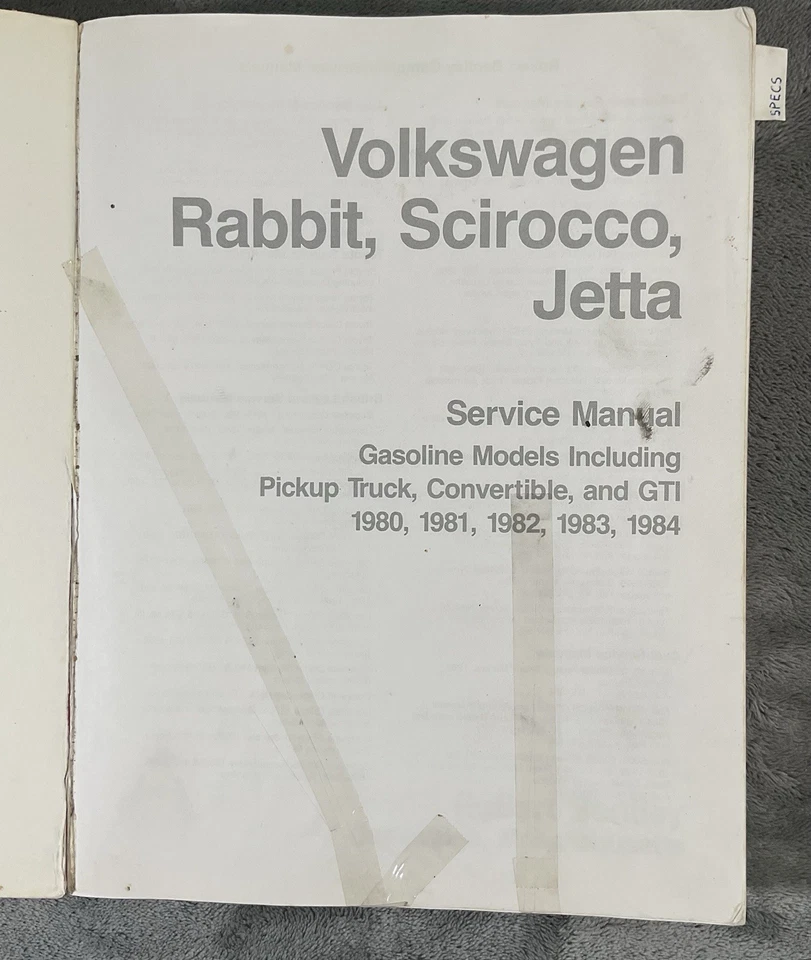 SPECS
Volkswagen
Rabbit, Scirocco,
Jetta
Service Manual
Gasoline Models Including
Pickup Truck, Convertible, and GTI
1980, 1981, 1982, 1983, 1984